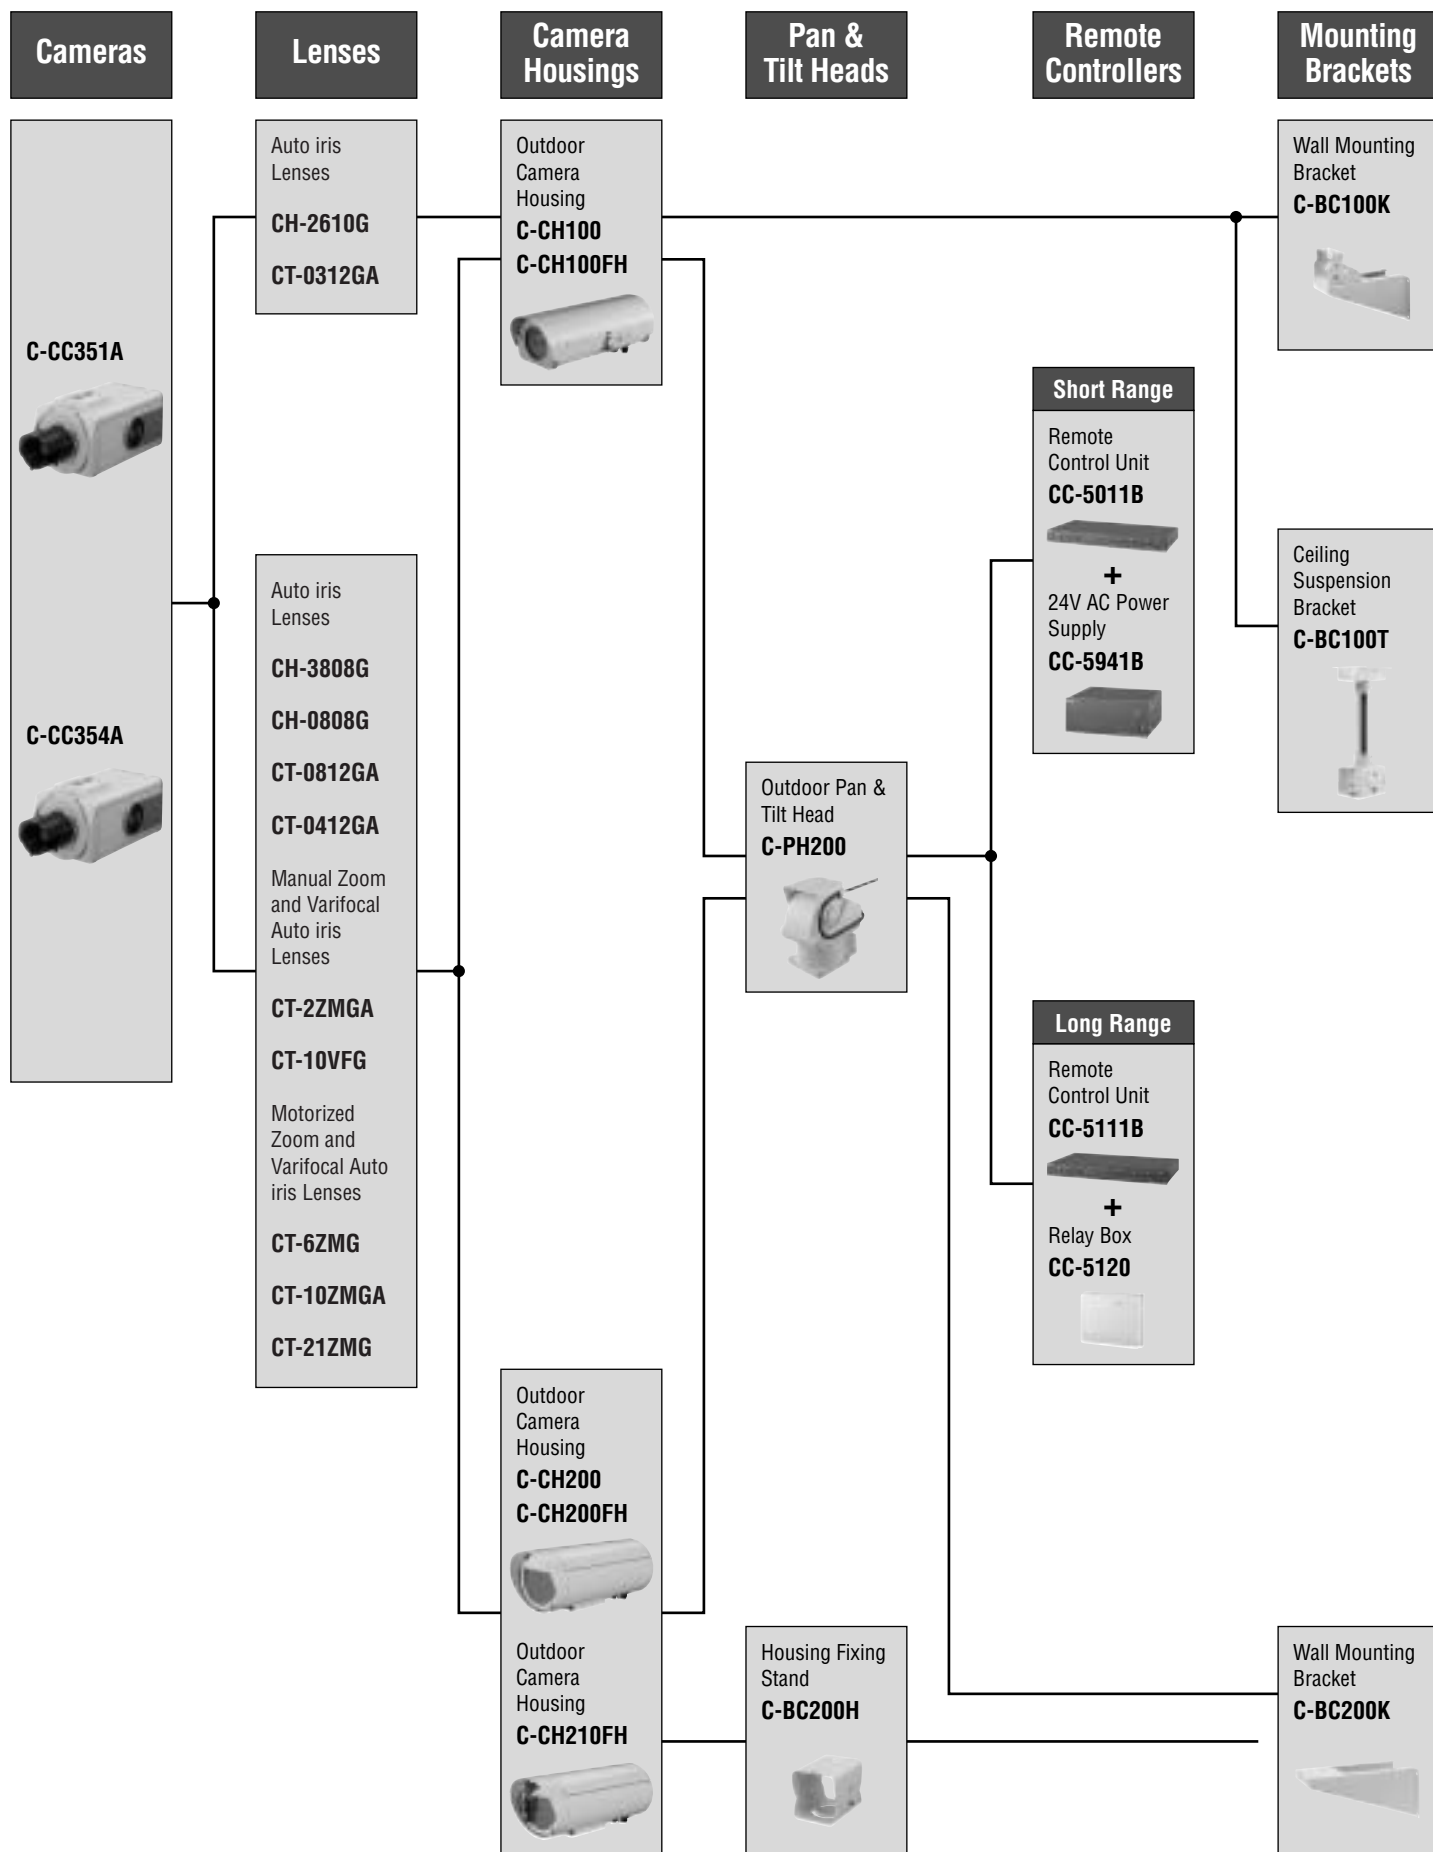 Cameras
Lenses
Camera
Housings
Pan &
Tilt Heads
Remote
Controllers
Mounting
Brackets
C-CC351A
C-CC354A
Auto iris
Lenses
CH-2610G
CT-0312GA
Auto iris
Lenses
CH-3808G
CH-0808G
CT-0812GA
CT-0412GA
Manual Zoom
and Varifocal
Auto iris
Lenses
CT-2ZMGA
CT-10VFG
Motorized
Zoom and
Varifocal Auto
iris Lenses
CT-6ZMG
CT-10ZMGA
CT-21ZMG
Outdoor
Camera
Housing
C-CH100
C-CH100FH
Outdoor
Camera
Housing
C-CH200
C-CH200FH
Outdoor
Camera
Housing
C-CH210FH
Outdoor Pan &
Tilt Head
C-PH200
Housing Fixing
Stand
C-BC200H
Short Range
Remote
Control Unit
CC-5011B
+
24V AC Power
Supply
CC-5941B
Long Range
Remote
Control Unit
CC-5111B
+
Relay Box
CC-5120
Wall Mounting
Bracket
C-BC100K
Ceiling
Suspension
Bracket
C-BC100T
Wall Mounting
Bracket
C-BC200K